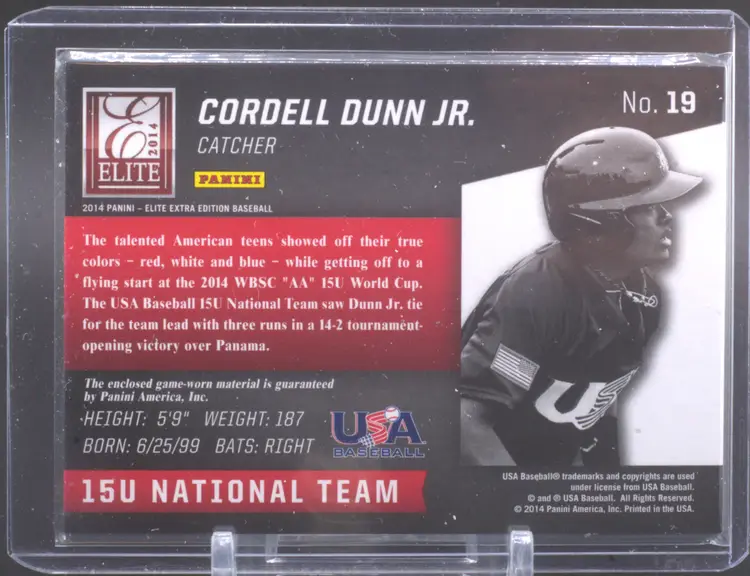 E
2014
ELITE
CORDELL DUNN JR.
CATCHER
PANINI
No. 19
2014 PANINI – ELITE EXTRA EDITION BASEBALL
The talented American teens showed off their true
colors – red, white and blue – while getting off to a
flying start at the 2014 WBSC "AA" 15U World Cup.
The USA Baseball 15U National Team saw Dunn Jr. tie
for the team lead with three runs in a 14-2 tournament-
opening victory over Panama.
The enclosed game-worn material is guaranteed
by Panini America, Inc.
HEIGHT: 5'9" WEIGHT: 187
BORN: 6/25/99 BATS: RIGHT
USA
BASEBALL
15U NATIONAL TEAM
US
USA Baseball® trademarks and copyrights are used
under license from USA Baseball.
© and ® USA Baseball. All Rights Reserved.
© 2014 Panini America, Inc. Printed in the USA.